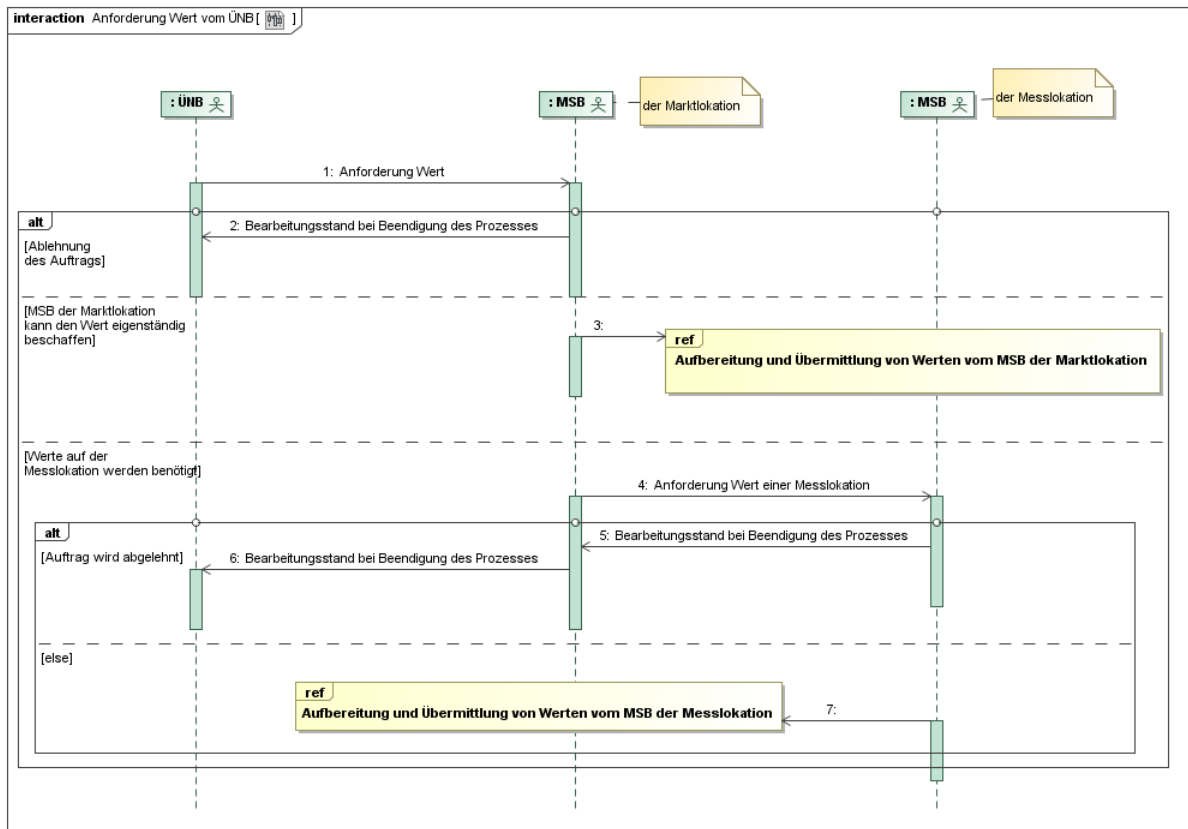 interaction Anforderung Wert vom ÜNB[ ]
: ÜNB
: MSB
der Marktlokation
: MSB
der Messlokation
1: Anforderung Wert
alt
2: Bearbeitungsstand bei Beendigung des Prozesses
[Ablehnung
des Auftrags]
[MSB der Marktlokation
kann den Wert eigenständig
beschaffen]
3:
ref
Aufbereitung und Übermittlung von Werten vom MSB der Marktlokation
[Werte auf der
Messlokation werden benötigt]
4: Anforderung Wert einer Messlokation
alt
5: Bearbeitungsstand bei Beendigung des Prozesses
[Auftrag wird abgelehnt]
6: Bearbeitungsstand bei Beendigung des Prozesses
[else]
ref
Aufbereitung und Übermittlung von Werten vom MSB der Messlokation
7: